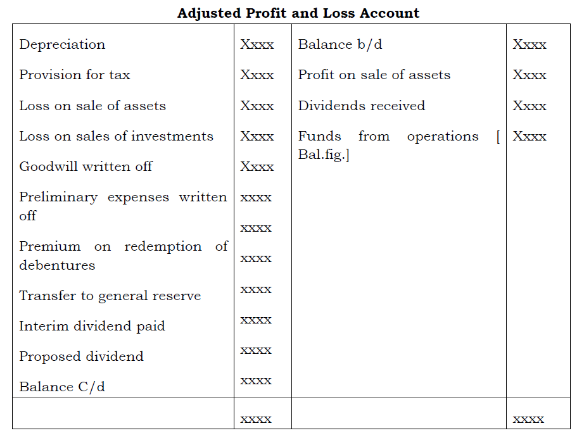 Adjusted Profit and Loss Account
Depreciation Xxxx Balance b/d Xxxx
Provision for tax Xxxx Profit on sale of assets Xxxx
Loss on sale of assets Xxxx Dividends received Xxxx
Loss on sales of investments Xxxx Funds from operations [ Xxxx
Bal.fig.]
Goodwill written off Xxxx
Preliminary expenses written xxxx
off
xxxx
Premium on redemption of
debentures xxxx
Transfer to general reserve xxxx
Interim dividend paid xxxx
Proposed dividend xxxx
Balance C/d xxxx
xxxx xxxx